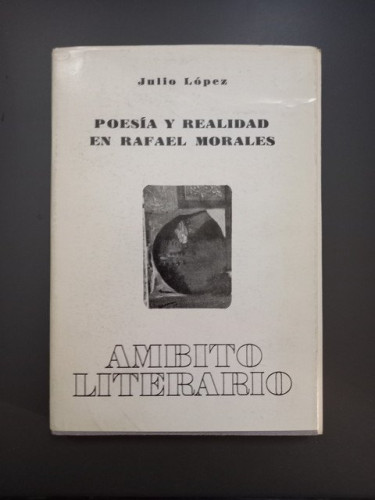 Julio López
POESÍA Y REALIDAD
EN RAFAEL MORALES
AMBITO
LITERARIO